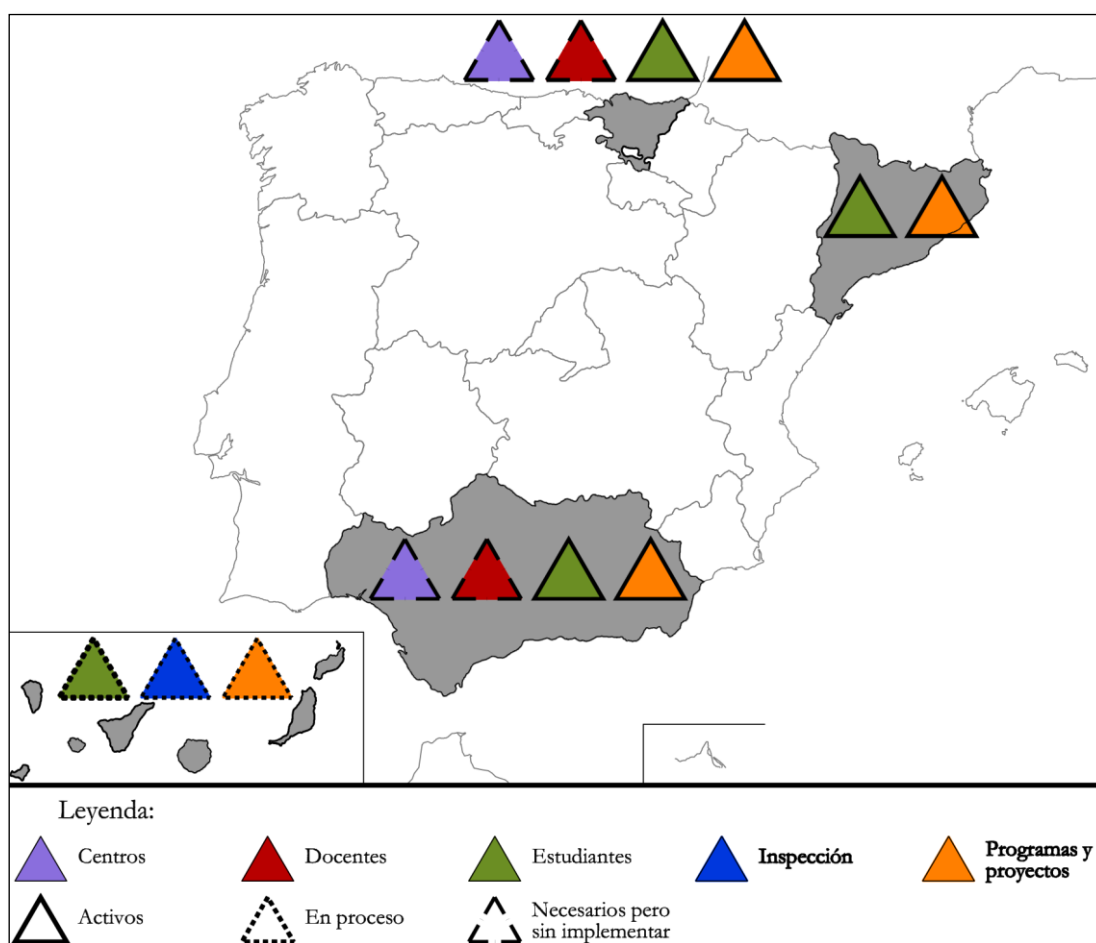 Leyenda:
Centros
Docentes
Estudiantes
Inspección
Programas y
proyectos
Activos
En proceso
Necesarios pero
sin implementar